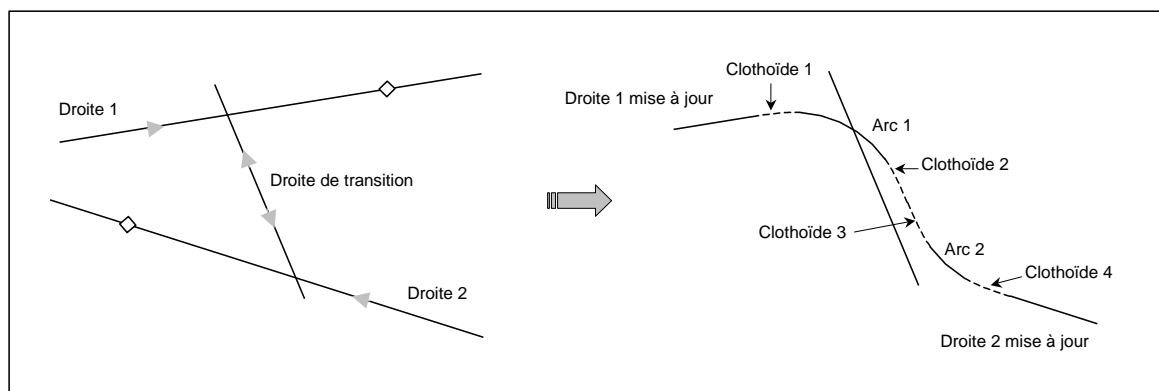 Droite 1
Droite de transition
Droite 2
Clothoïde 1
Droite 1 mise à jour
Arc 1
Clothoïde 2
Clothoïde 3
Arc 2
Clothoïde 4
Droite 2 mise à jour